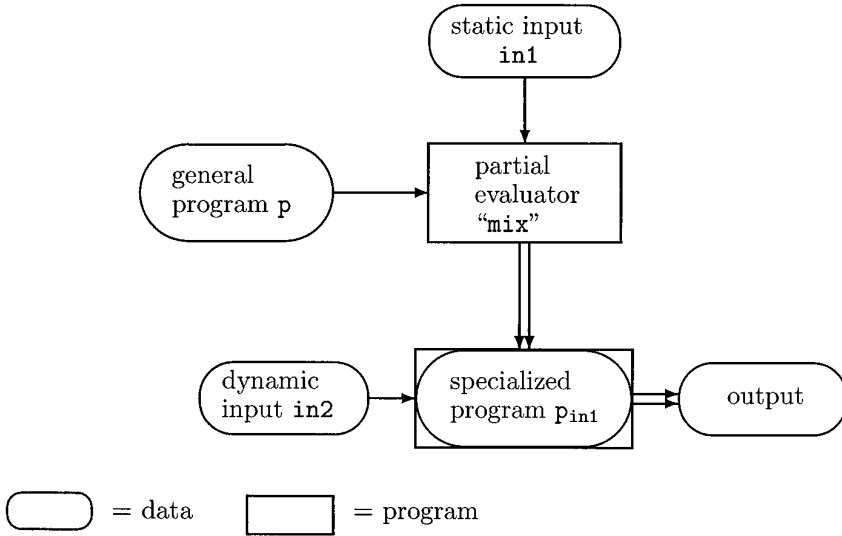 static input
in1
general
program p
partial
evaluator
“mix”
dynamic
input in2
specialized
program p_in1
output
= data
= program